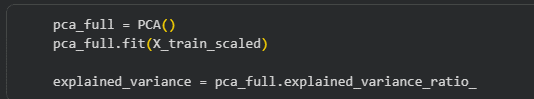 pca_full = PCA()
pca_full.fit(X_train_scaled)
explained_variance = pca_full.explained_variance_ratio_